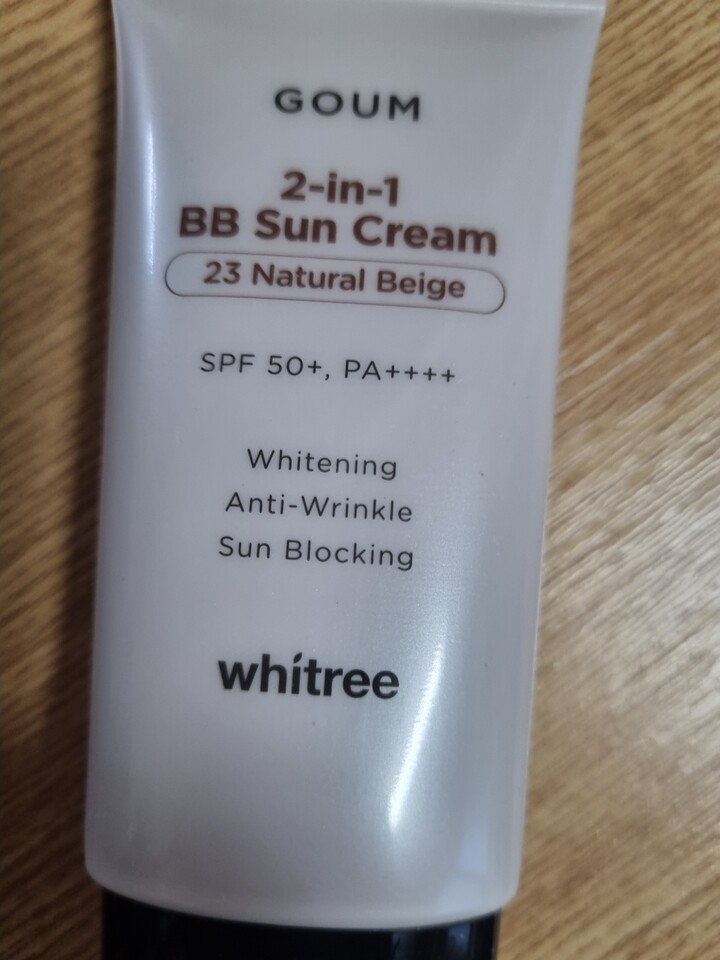 GOUM
2-in-1
BB Sun Cream
23 Natural Beige
SPF 50+, PA++++
Whitening
Anti-Wrinkle
Sun Blocking
whitree